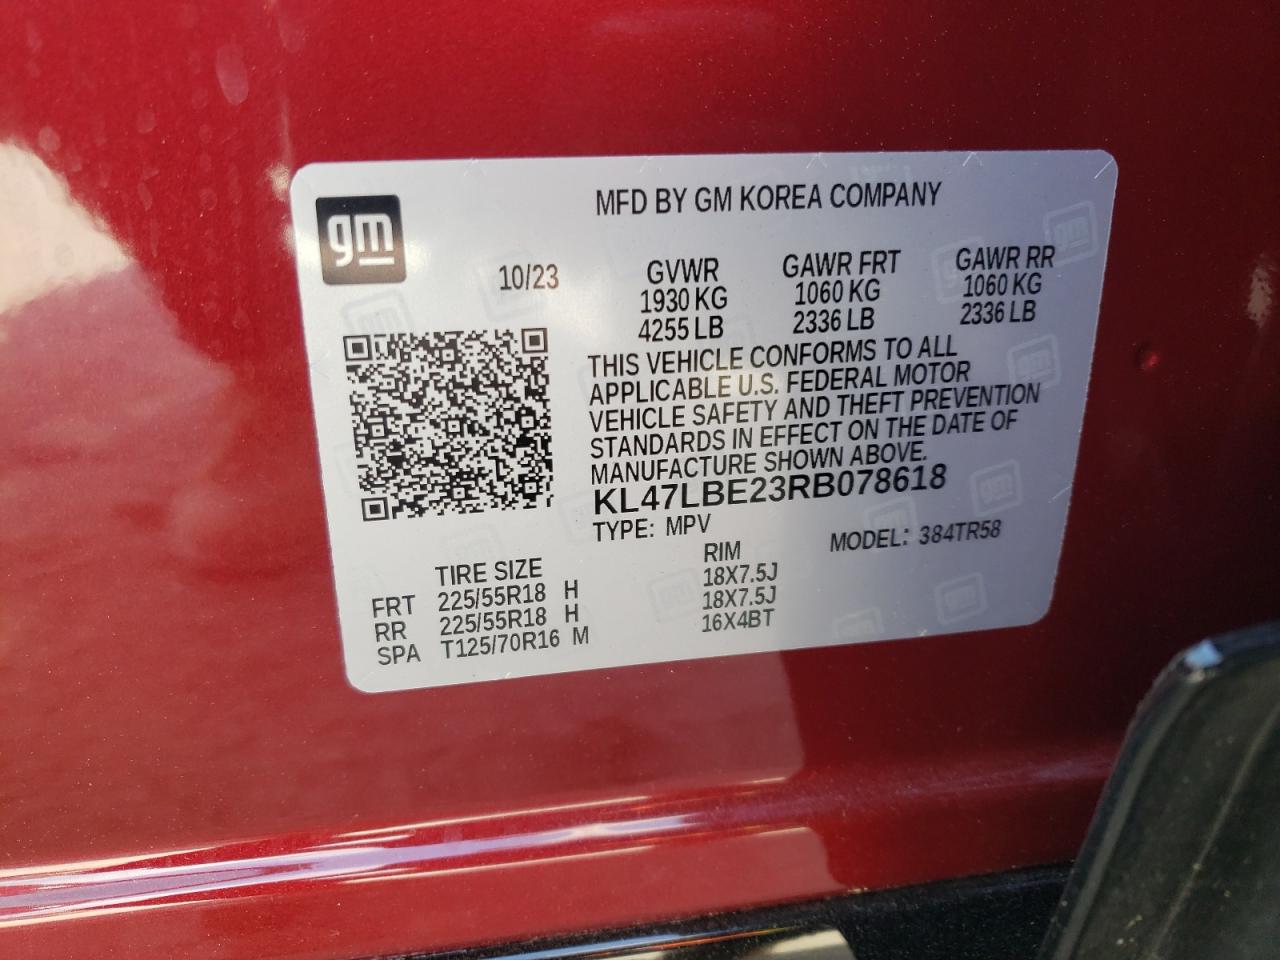 gm
MFD BY GM KOREA COMPANY
10/23
GVWR GAWR FRT GAWR RR
1930 KG 1060 KG 1060 KG
4255 LB 2336 LB 2336 LB
THIS VEHICLE CONFORMS TO ALL
APPLICABLE U.S. FEDERAL MOTOR
VEHICLE SAFETY AND THEFT PREVENTION
STANDARDS IN EFFECT ON THE DATE OF
MANUFACTURE SHOWN ABOVE.
KL47LBE23RB078618
TYPE: MPV MODEL: 384TR58
TIRE SIZE RIM
FRT 225/55R18 H 18X7.5J
RR 225/55R18 H 18X7.5J
SPA T125/70R16 M 16X4BT